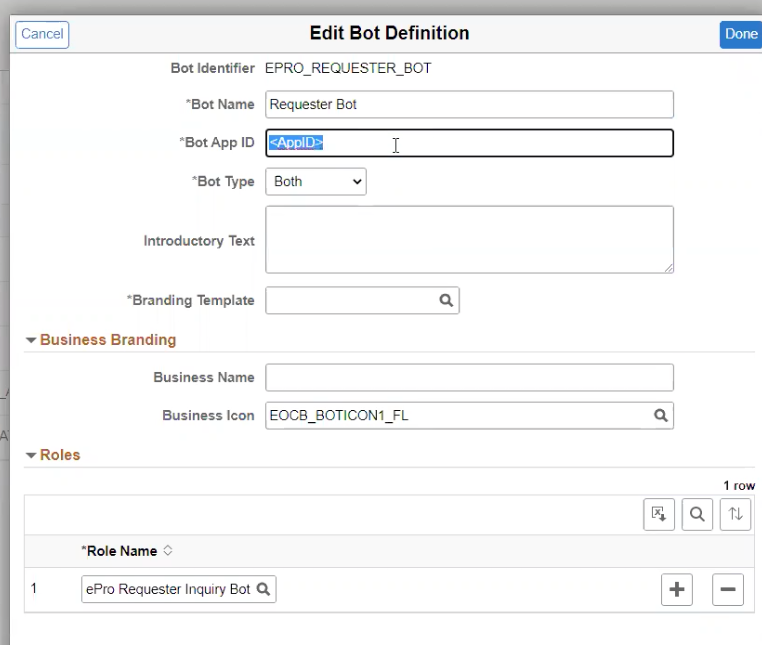 Cancel
Edit Bot Definition
Done
Bot Identifier EPRO_REQUESTER_BOT
*Bot Name Requester Bot
*Bot App ID <AppID>
*Bot Type Both
Introductory Text
*Branding Template
Business Branding
Business Name
Business Icon EOCB_BOTICON1_FL
Roles
1 row
*Role Name
1 ePro Requester Inquiry Bot